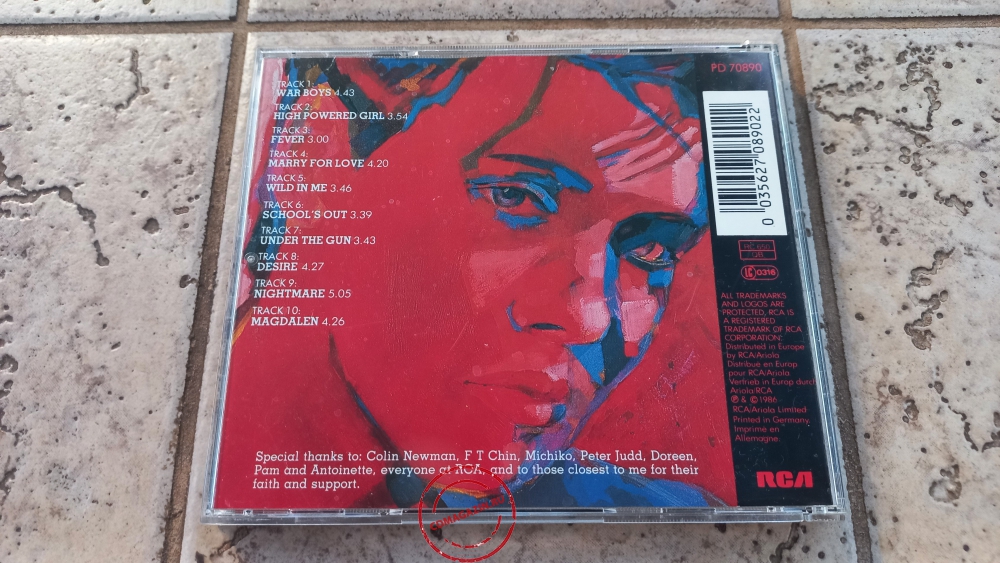 TRACK 1:
WAR BOYS 4.43
TRACK 2:
HIGH POWERED GIRL 3.54
TRACK 3:
FEVER 3.00
TRACK 4:
MARRY FOR LOVE 4.20
TRACK 5:
WILD IN ME 3.46
TRACK 6:
SCHOOL'S OUT 3.39
TRACK 7:
UNDER THE GUN 3.43
TRACK 8:
DESIRE 4.27
TRACK 9:
NIGHTMARE 5.05
TRACK 10:
MAGDALEN 4.26
Special thanks to: Colin Newman, F T Chin, Michiko, Peter Judd, Doreen,
Pam and Antoinette, everyone at RCA, and to those closest to me for their
faith and support.
PD 70890
0 035627 089022
LC 0316
ALL TRADEMARKS
AND LOGOS ARE
PROTECTED, RCA IS
A REGISTERED
TRADEMARK OF RCA
CORPORATION:
Distributed in Europe
by RCA/Ariola.
Distribue en Europ
pour RCA/Ariola.
Vertrieb in Europ durch
Ariola/RCA
℗ & © 1986
RCA/Ariola Limited
Printed in Germany
Imprime en
Allemagne.
RCA